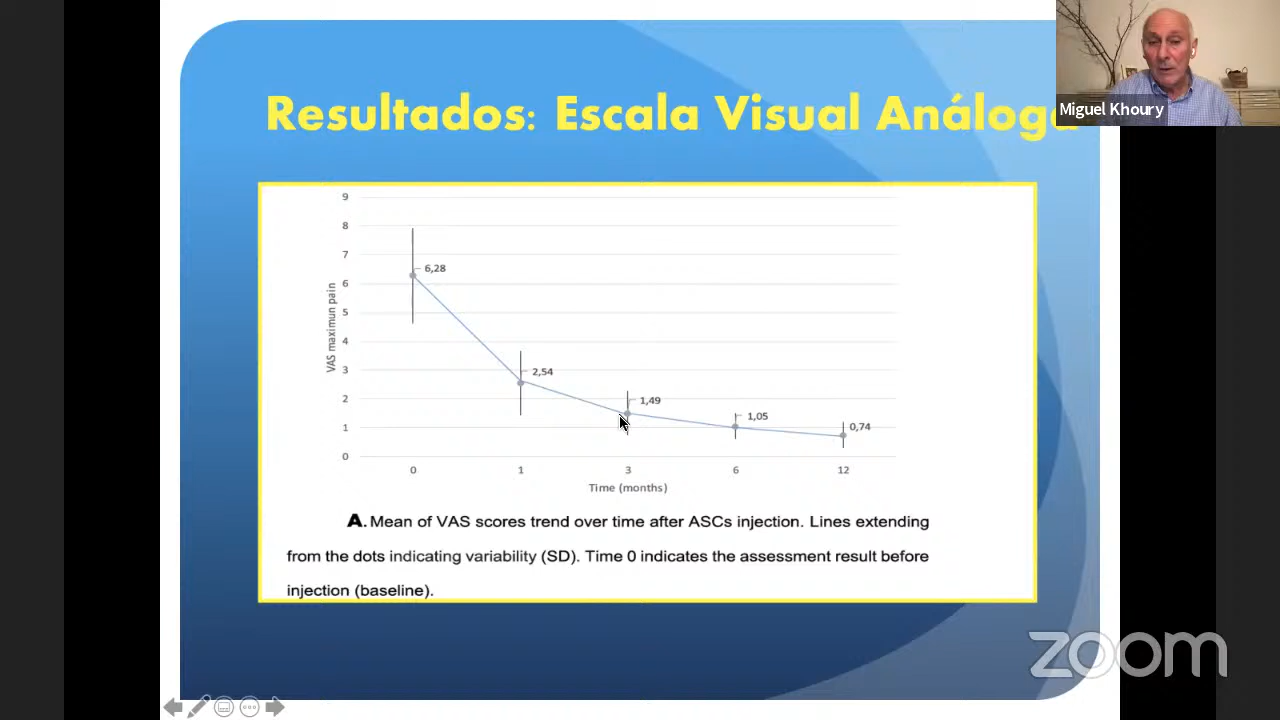 Resultados: Escala Visual Análoga
Miguel Khoury
9
8
7
6
5
4
3
2
1
0
VAS maximun pain
6,28
2,54
1,49
1,05
0,74
0 1 3 6 12
Time (months)
A. Mean of VAS scores trend over time after ASCs injection. Lines extending
from the dots indicating variability (SD). Time 0 indicates the assessment result before
injection (baseline).
zoom